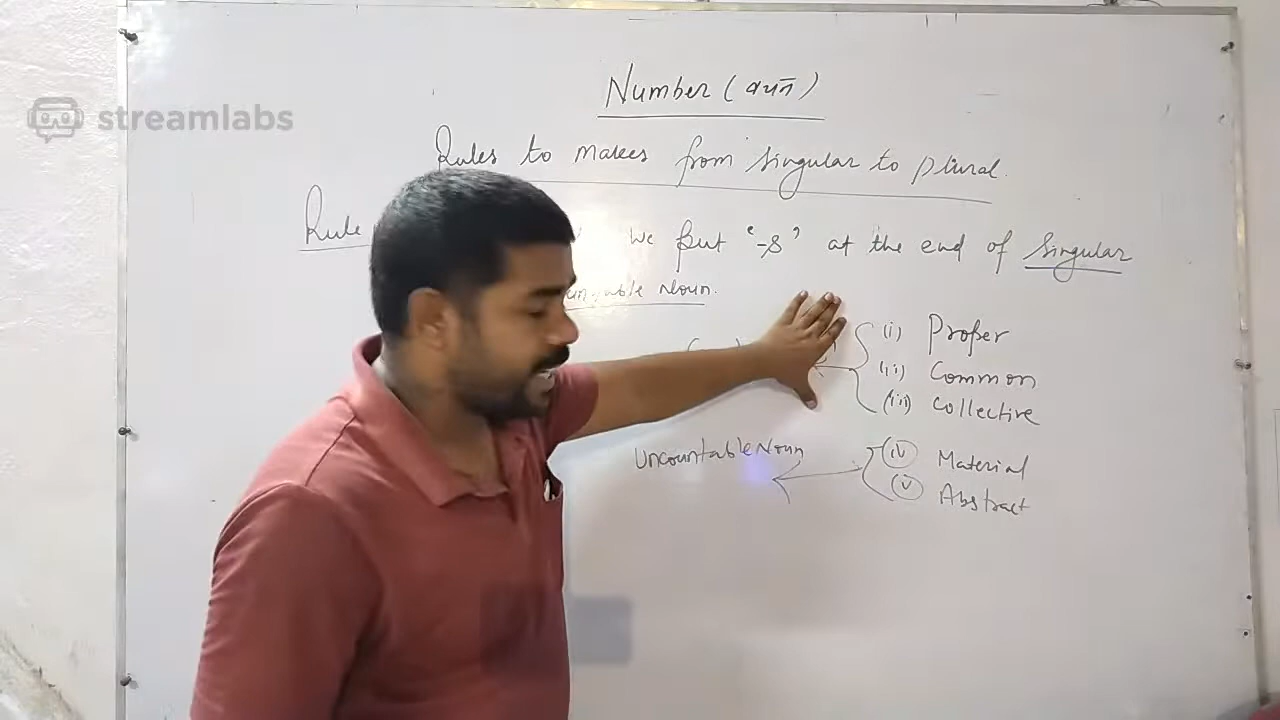 streamlabs
Number (वचन)
Rules to makes from singular to plural.
Rule We put '-s' at the end of singular
Noun.
(i) Proper
(ii) Common
(iii) Collective
Uncountable Noun
(iv) Material
(v) Abstract